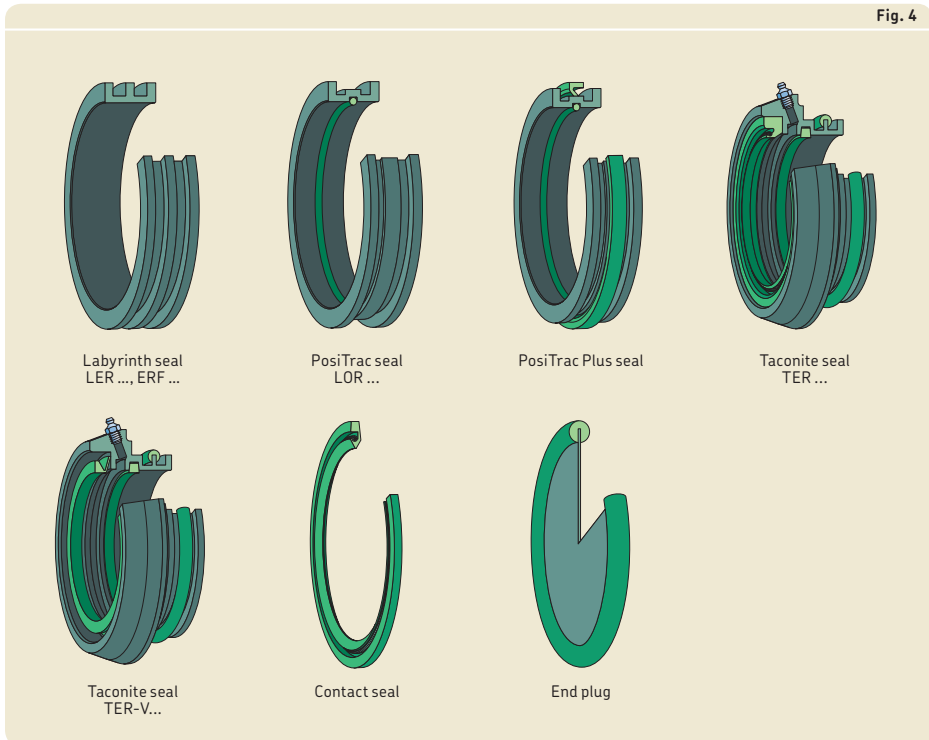 Fig. 4
Labyrinth seal
LER ..., ERF ...
PosiTrac seal
LOR ...
PosiTrac Plus seal
Taconite seal
TER ...
Taconite seal
TER-V...
Contact seal
End plug